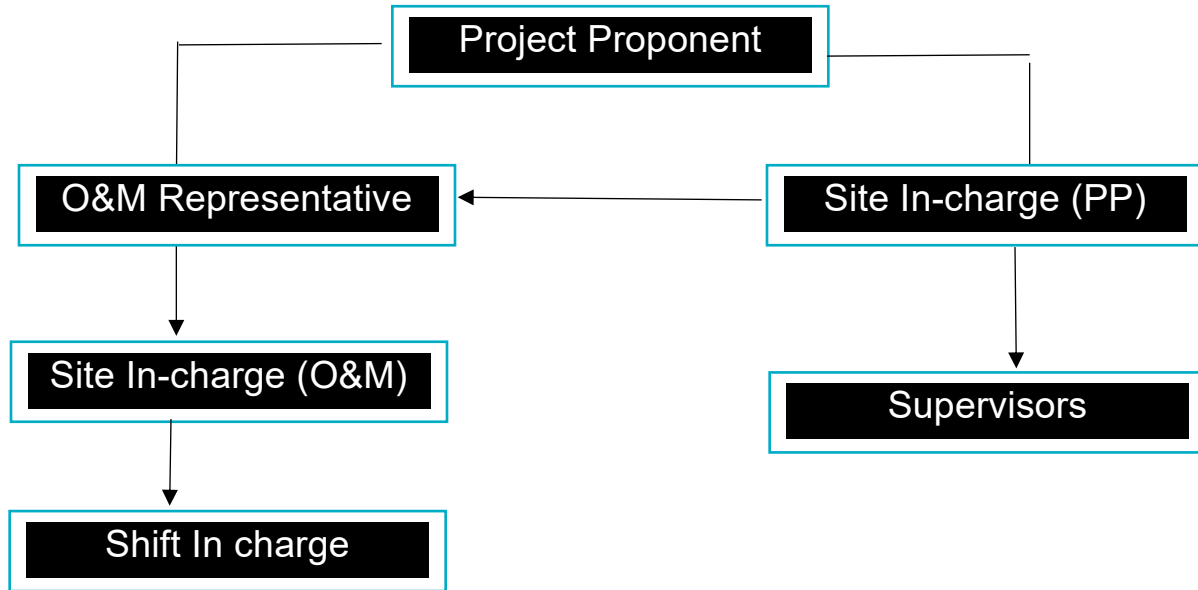 Project Proponent
O&M Representative
Site In-charge (PP)
Site In-charge (O&M)
Supervisors
Shift In charge